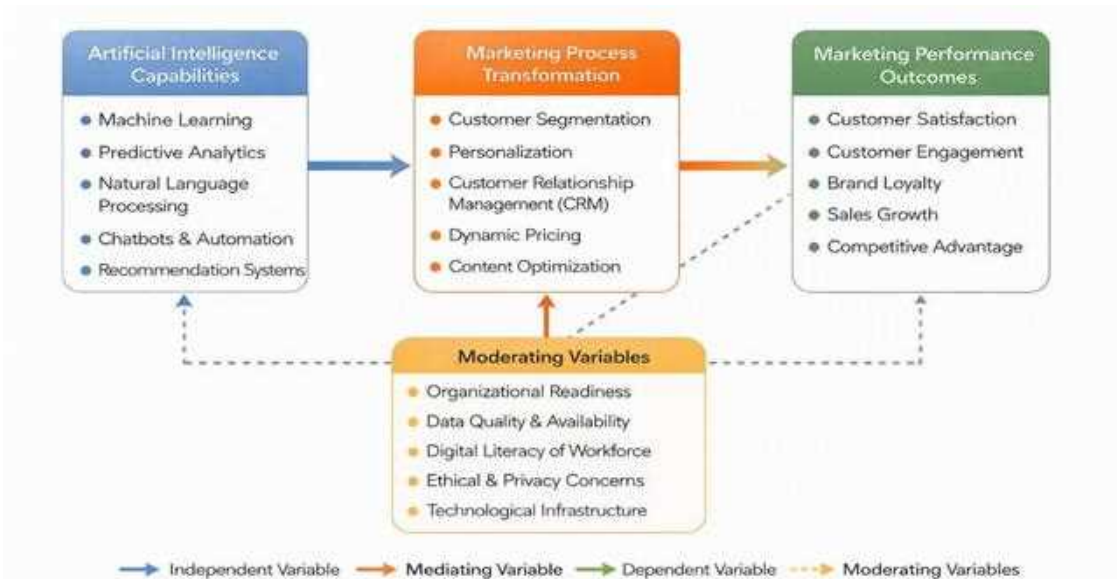 Artificial Intelligence
Capabilities
Machine Learning
Predictive Analytics
Natural Language
Processing
Chatbots & Automation
Recommendation Systems
Marketing Process
Transformation
Customer Segmentation
Personalization
Customer Relationship
Management (CRM)
Dynamic Pricing
Content Optimization
Marketing Performance
Outcomes
Customer Satisfaction
Customer Engagement
Brand Loyalty
Sales Growth
Competitive Advantage
Moderating Variables
Organizational Readiness
Data Quality & Availability
Digital Literacy of Workforce
Ethical & Privacy Concerns
Technological Infrastructure
Independent Variable
Mediating Variable
Dependent Variable
Moderating Variables